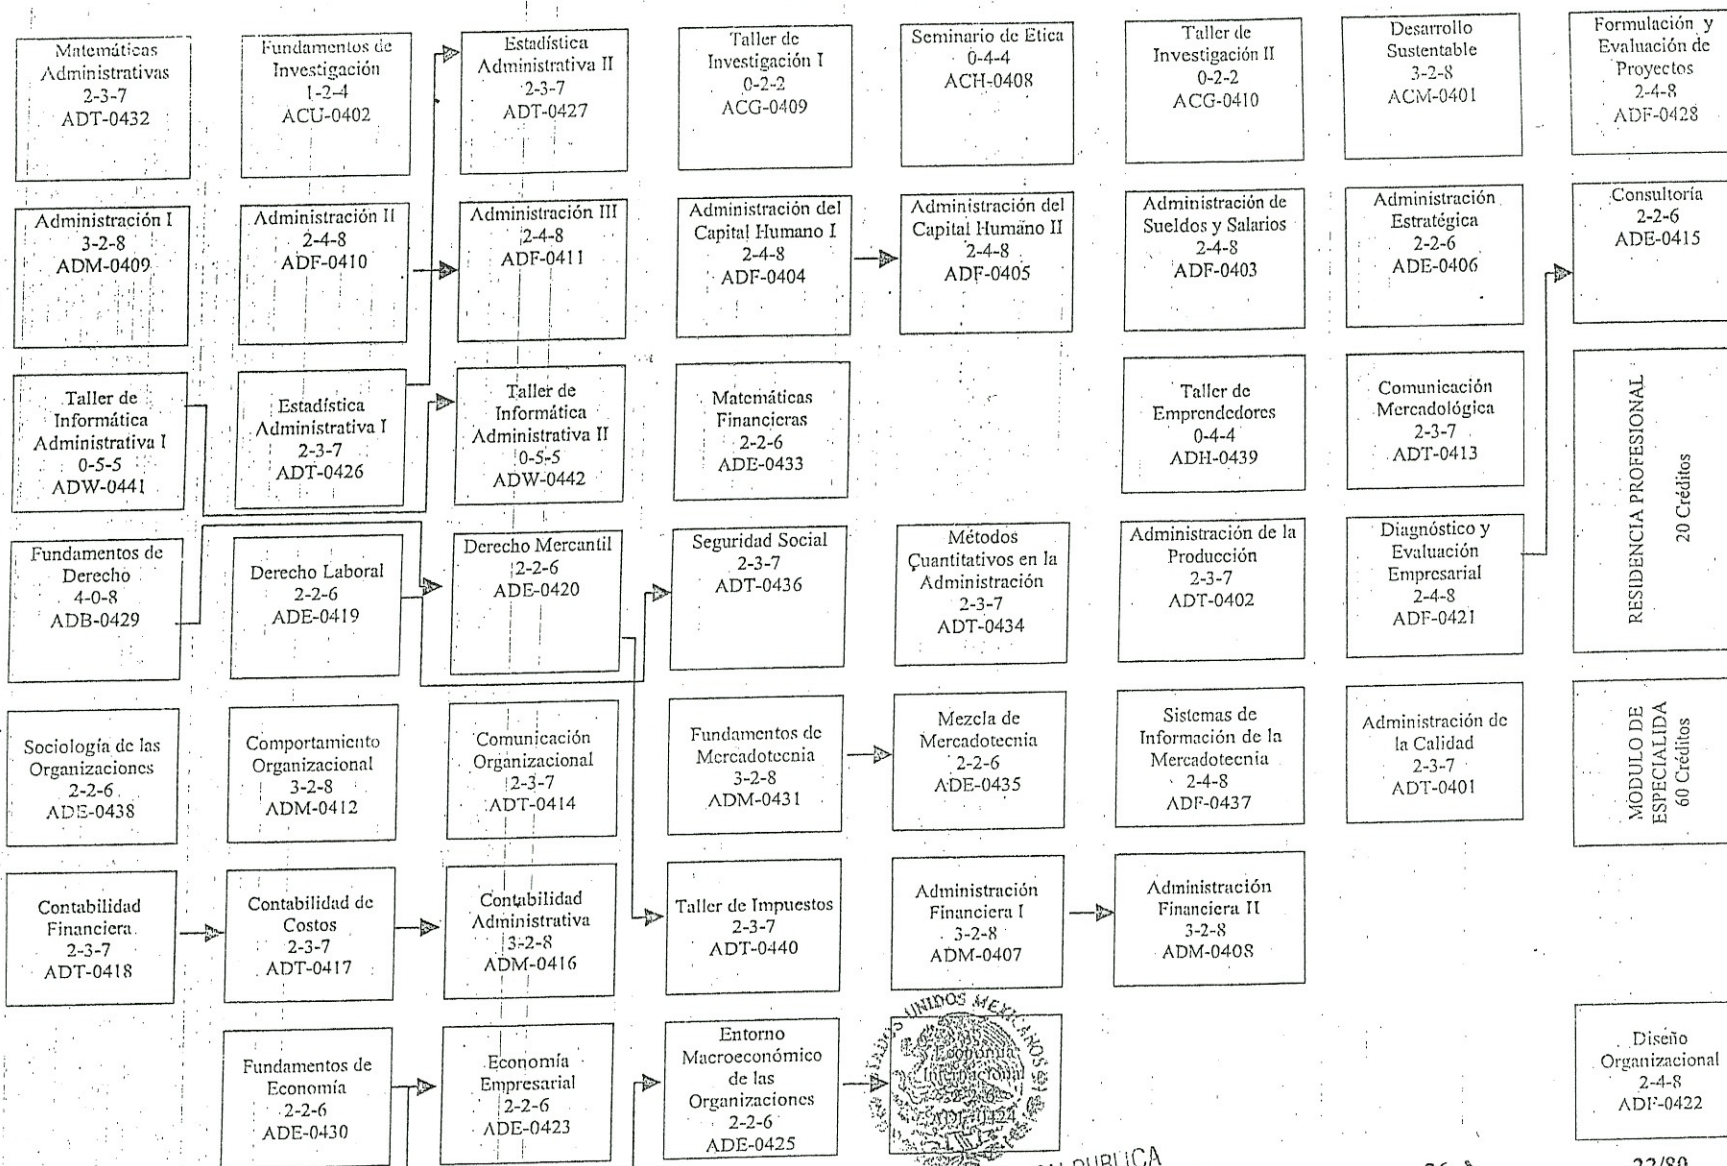 Matemáticas
Administrativas
2-3-7
ADT-0432
Fundamentos de
Investigación
1-2-4
ACU-0402
Estadística
Administrativa II
2-3-7
ADT-0427
Taller de
Investigación I
0-2-2
ACG-0409
Seminario de Etica
0-4-4
ACH-0408
Taller de
Investigación II
0-2-2
ACG-0410
Desarrollo
Sustentable
3-2-8
ACM-0401
Formulación y
Evaluación de
Proyectos
2-4-8
ADF-0428
Administración I
3-2-8
ADM-0409
Administración II
2-4-8
ADF-0410
Administración III
2-4-8
ADF-0411
Administración del
Capital Humano I
2-4-8
ADF-0404
Administración del
Capital Humano II
2-4-8
ADF-0405
Administración de
Sueldos y Salarios
2-4-8
ADF-0403
Administración
Estratégica
2-2-6
ADE-0406
Consultoría
2-2-6
ADE-0415
Taller de
Informática
Administrativa I
0-5-5
ADW-0441
Estadística
Administrativa I
2-3-7
ADT-0426
Taller de
Informática
Administrativa II
0-5-5
ADW-0442
Matemáticas
Financieras
2-2-6
ADE-0433
Taller de
Emprendedores
0-4-4
ADH-0439
Comunicación
Mercadológica
2-3-7
ADT-0413
RESIDENCIA PROFESIONAL
20 Créditos
Fundamentos de
Derecho
4-0-8
ADB-0429
Derecho Laboral
2-2-6
ADE-0419
Derecho Mercantil
2-2-6
ADE-0420
Seguridad Social
2-3-7
ADT-0436
Métodos
Cuantitativos en la
Administración
2-3-7
ADT-0434
Administración de la
Producción
2-3-7
ADT-0402
Diagnóstico y
Evaluación
Empresarial
2-4-8
ADF-0421
Sociología de las
Organizaciones
2-2-6
ADE-0438
Comportamiento
Organizacional
3-2-8
ADM-0412
Comunicación
Organizacional
2-3-7
ADT-0414
Fundamentos de
Mercadotecnia
3-2-8
ADM-0431
Mezcla de
Mercadotecnia
2-2-6
ADE-0435
Sistemas de
Información de la
Mercadotecnia
2-4-8
ADF-0437
Administración de
la Calidad
2-3-7
ADT-0401
MODULO DE
ESPECIALIDA
60 Créditos
Contabilidad
Financiera
2-3-7
ADT-0418
Contabilidad de
Costos
2-3-7
ADT-0417
Contabilidad
Administrativa
3-2-8
ADM-0416
Taller de Impuestos
2-3-7
ADT-0440
Administración
Financiera I
3-2-8
ADM-0407
Administración
Financiera II
3-2-8
ADM-0408
Fundamentos de
Economía
2-2-6
ADE-0430
Economía
Empresarial
2-2-6
ADE-0423
Entorno
Macroeconómico
de las
Organizaciones
2-2-6
ADE-0425
UNIDOS MEXICANOS
Economía
Internacional
2-2-6
Diseño
Organizacional
2-4-8
ADF-0422
PUBLICA
22/80